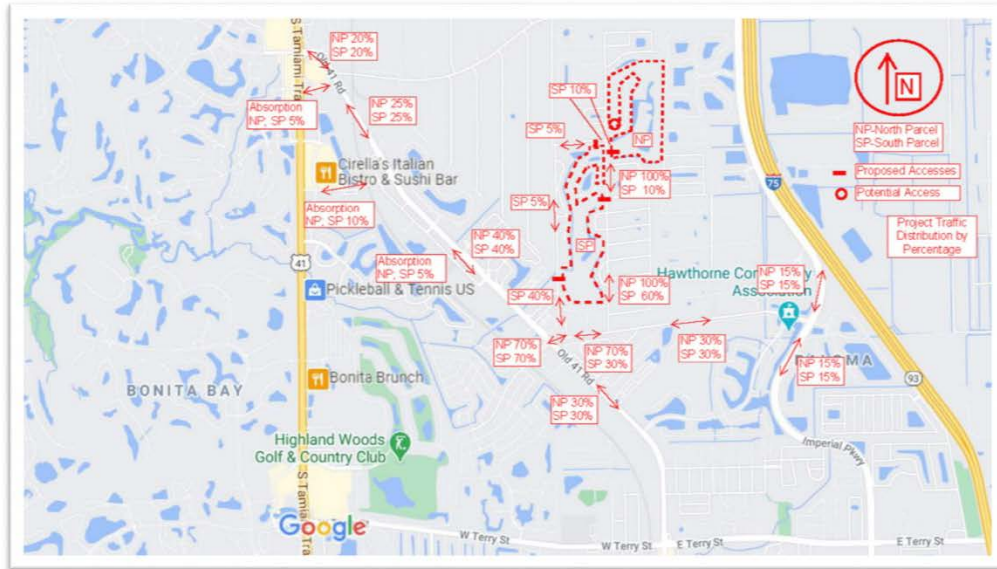 S Tamiami Tra
NP 20%
SP 20%
Old 41 Rd
Absorption
NP, SP 5%
NP 25%
SP 25%
SP 10%
N
NP-North Parcel
SP-South Parcel
Proposed Accesses
Potential Access
Project Traffic
Distribution by
Percentage
SP 5%
NP
Cirella's Italian
Bistro & Sushi Bar
NP 100%
SP 10%
75
Absorption
NP, SP 10%
SP 5%
SP
NP 40%
SP 40%
41
Absorption
NP, SP 5%
Pickleball & Tennis US
SP 40%
NP 100%
SP 60%
Hawthorne Com
Association
NP 15%
SP 15%
NP 70%
SP 70%
NP 70%
SP 30%
NP 30%
SP 30%
Old 41 Rd
NP 15%
SP 15%
93
BONITA BAY
Bonita Brunch
NP 30%
SP 30%
Highland Woods
Golf & Country Club
Imperial Pkwy
S Tamia
Tra
Google
W Terry St
W Terry St
E Terry St
E Terry St